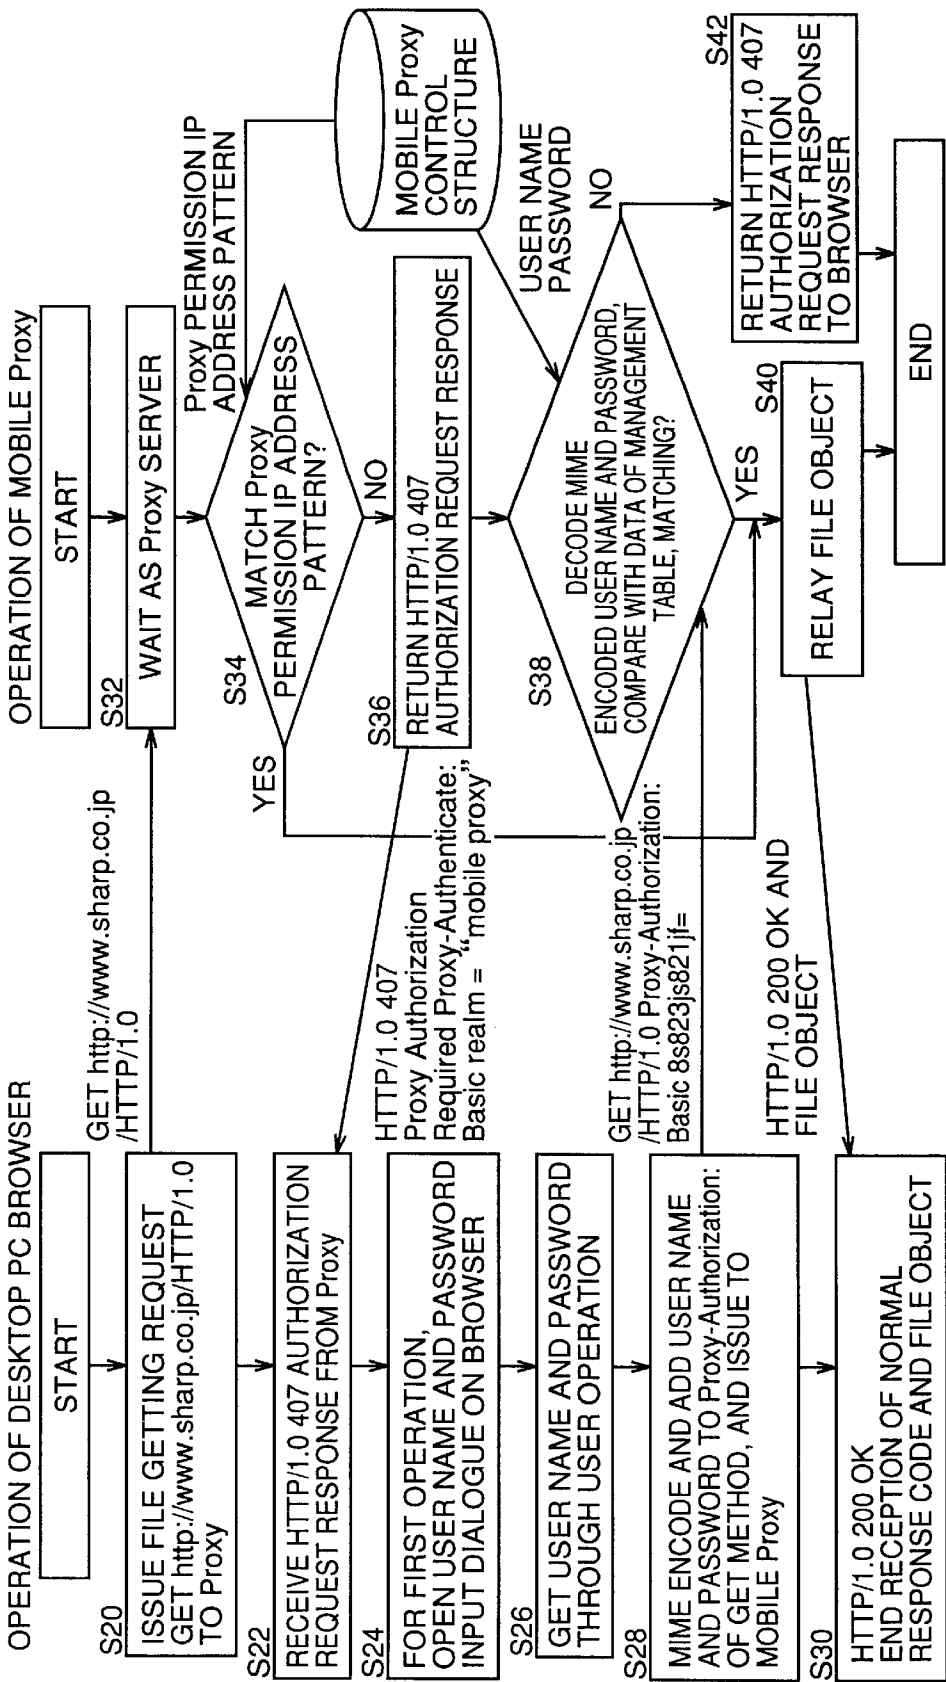 OPERATION OF DESKTOP PC BROWSER
START
S20
ISSUE FILE GETTING REQUEST
GET http://www.sharp.co.jp/HTTP/1.0
TO Proxy
S22
RECEIVE HTTP/1.0 407 AUTHORIZATION
REQUEST RESPONSE FROM Proxy
S24
FOR FIRST OPERATION,
OPEN USER NAME AND PASSWORD
INPUT DIALOGUE ON BROWSER
S26
GET USER NAME AND PASSWORD
THROUGH USER OPERATION
S28
MIME ENCODE AND ADD USER NAME
AND PASSWORD TO Proxy-Authorization:
OF GET METHOD, AND ISSUE TO
MOBILE Proxy
S30
HTTP/1.0 200 OK
END RECEPTION OF NORMAL
RESPONSE CODE AND FILE OBJECT
GET http://www.sharp.co.jp
/HTTP/1.0
HTTP/1.0 407
Proxy Authorization
Required Proxy-Authenticate:
Basic realm = “mobile proxy”
GET http://www.sharp.co.jp
/HTTP/1.0 Proxy-Authorization:
Basic 8s823js821jf=
HTTP/1.0 200 OK AND
FILE OBJECT
OPERATION OF MOBILE Proxy
START
S32
WAIT AS Proxy SERVER
Proxy PERMISSION IP
ADDRESS PATTERN
S34
MATCH Proxy
PERMISSION IP ADDRESS
PATTERN?
YES
NO
MOBILE Proxy
CONTROL
STRUCTURE
S36
RETURN HTTP/1.0 407
AUTHORIZATION REQUEST RESPONSE
USER NAME
PASSWORD
S38
DECODE MIME
ENCODED USER NAME AND PASSWORD,
COMPARE WITH DATA OF MANAGEMENT
TABLE, MATCHING?
NO
YES
S40
RELAY FILE OBJECT
S42
RETURN HTTP/1.0 407
AUTHORIZATION
REQUEST RESPONSE
TO BROWSER
END